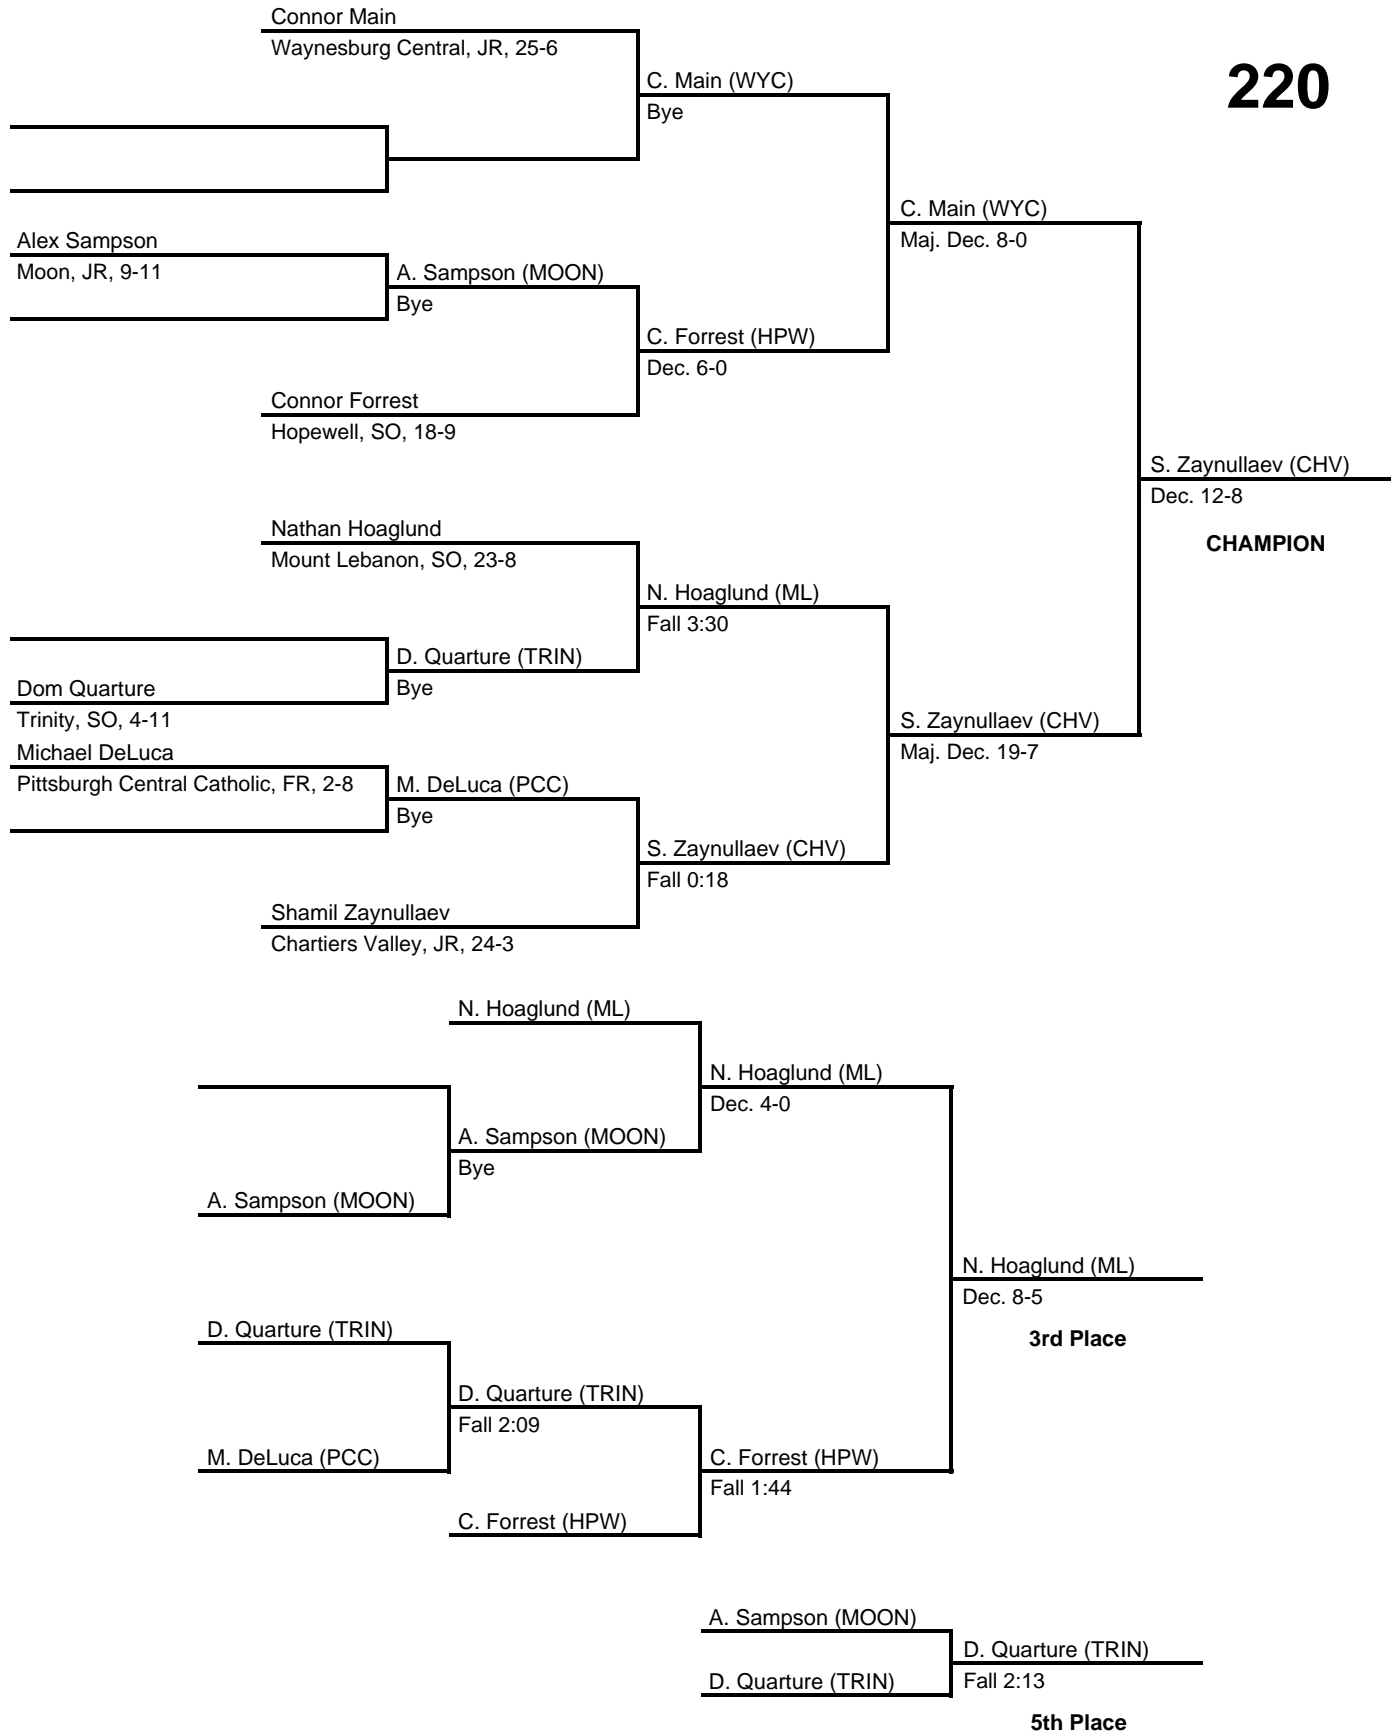 220
Connor Main
Waynesburg Central, JR, 25-6
C. Main (WYC)
Bye
C. Main (WYC)
Maj. Dec. 8-0
Alex Sampson
Moon, JR, 9-11
A. Sampson (MOON)
Bye
C. Forrest (HPW)
Dec. 6-0
Connor Forrest
Hopewell, SO, 18-9
S. Zaynullaev (CHV)
Dec. 12-8
CHAMPION
Nathan Hoaglund
Mount Lebanon, SO, 23-8
N. Hoaglund (ML)
Fall 3:30
D. Quarture (TRIN)
Bye
Dom Quarture
Trinity, SO, 4-11
S. Zaynullaev (CHV)
Maj. Dec. 19-7
Michael DeLuca
Pittsburgh Central Catholic, FR, 2-8
M. DeLuca (PCC)
Bye
S. Zaynullaev (CHV)
Fall 0:18
Shamil Zaynullaev
Chartiers Valley, JR, 24-3
N. Hoaglund (ML)
N. Hoaglund (ML)
Dec. 4-0
A. Sampson (MOON)
Bye
A. Sampson (MOON)
N. Hoaglund (ML)
Dec. 8-5
3rd Place
D. Quarture (TRIN)
D. Quarture (TRIN)
Fall 2:09
M. DeLuca (PCC)
C. Forrest (HPW)
Fall 1:44
C. Forrest (HPW)
A. Sampson (MOON)
D. Quarture (TRIN)
Fall 2:13
D. Quarture (TRIN)
5th Place